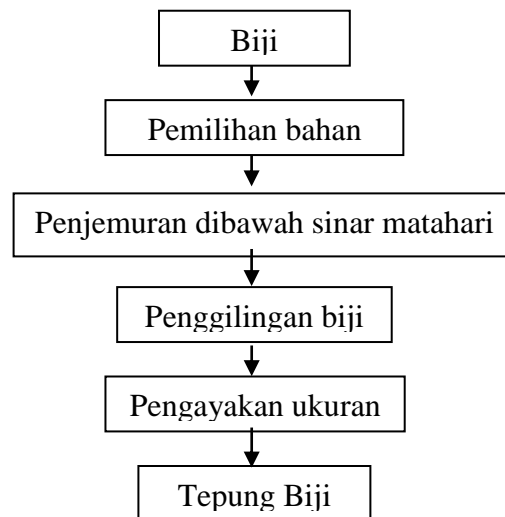 Biji
Pemilihan bahan
Penjemuran dibawah sinar matahari
Penggilingan biji
Pengayakan ukuran
Tepung Biji